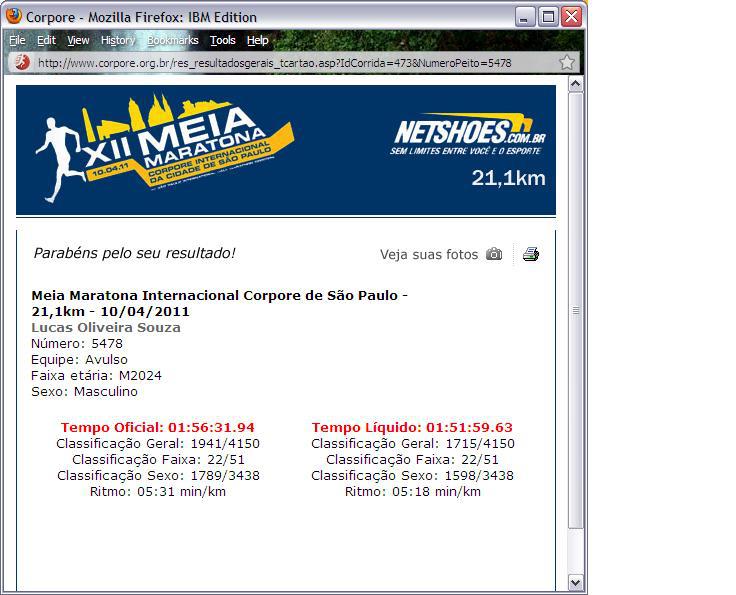 Corpore - Mozilla Firefox: IBM Edition
File Edit View History Bookmarks Tools Help
http://www.corpore.org.br/res_resultadosgerais_tcartao.asp?IdCorrida=473&NumeroPeito=5478
XII MEIA
MARATONA
10.04.11
CORPORE INTERNACIONAL
DA CIDADE DE SÃO PAULO
NETSHOES.COM.BR
SEM LIMITES ENTRE VOCÊ E O ESPORTE
21,1km
Parabéns pelo seu resultado!
Veja suas fotos
Meia Maratona Internacional Corpore de São Paulo -
21,1km - 10/04/2011
Lucas Oliveira Souza
Número: 5478
Equipe: Avulso
Faixa etária: M2024
Sexo: Masculino
Tempo Oficial: 01:56:31.94
Classificação Geral: 1941/4150
Classificação Faixa: 22/51
Classificação Sexo: 1789/3438
Ritmo: 05:31 min/km
Tempo Líquido: 01:51:59.63
Classificação Geral: 1715/4150
Classificação Faixa: 22/51
Classificação Sexo: 1598/3438
Ritmo: 05:18 min/km